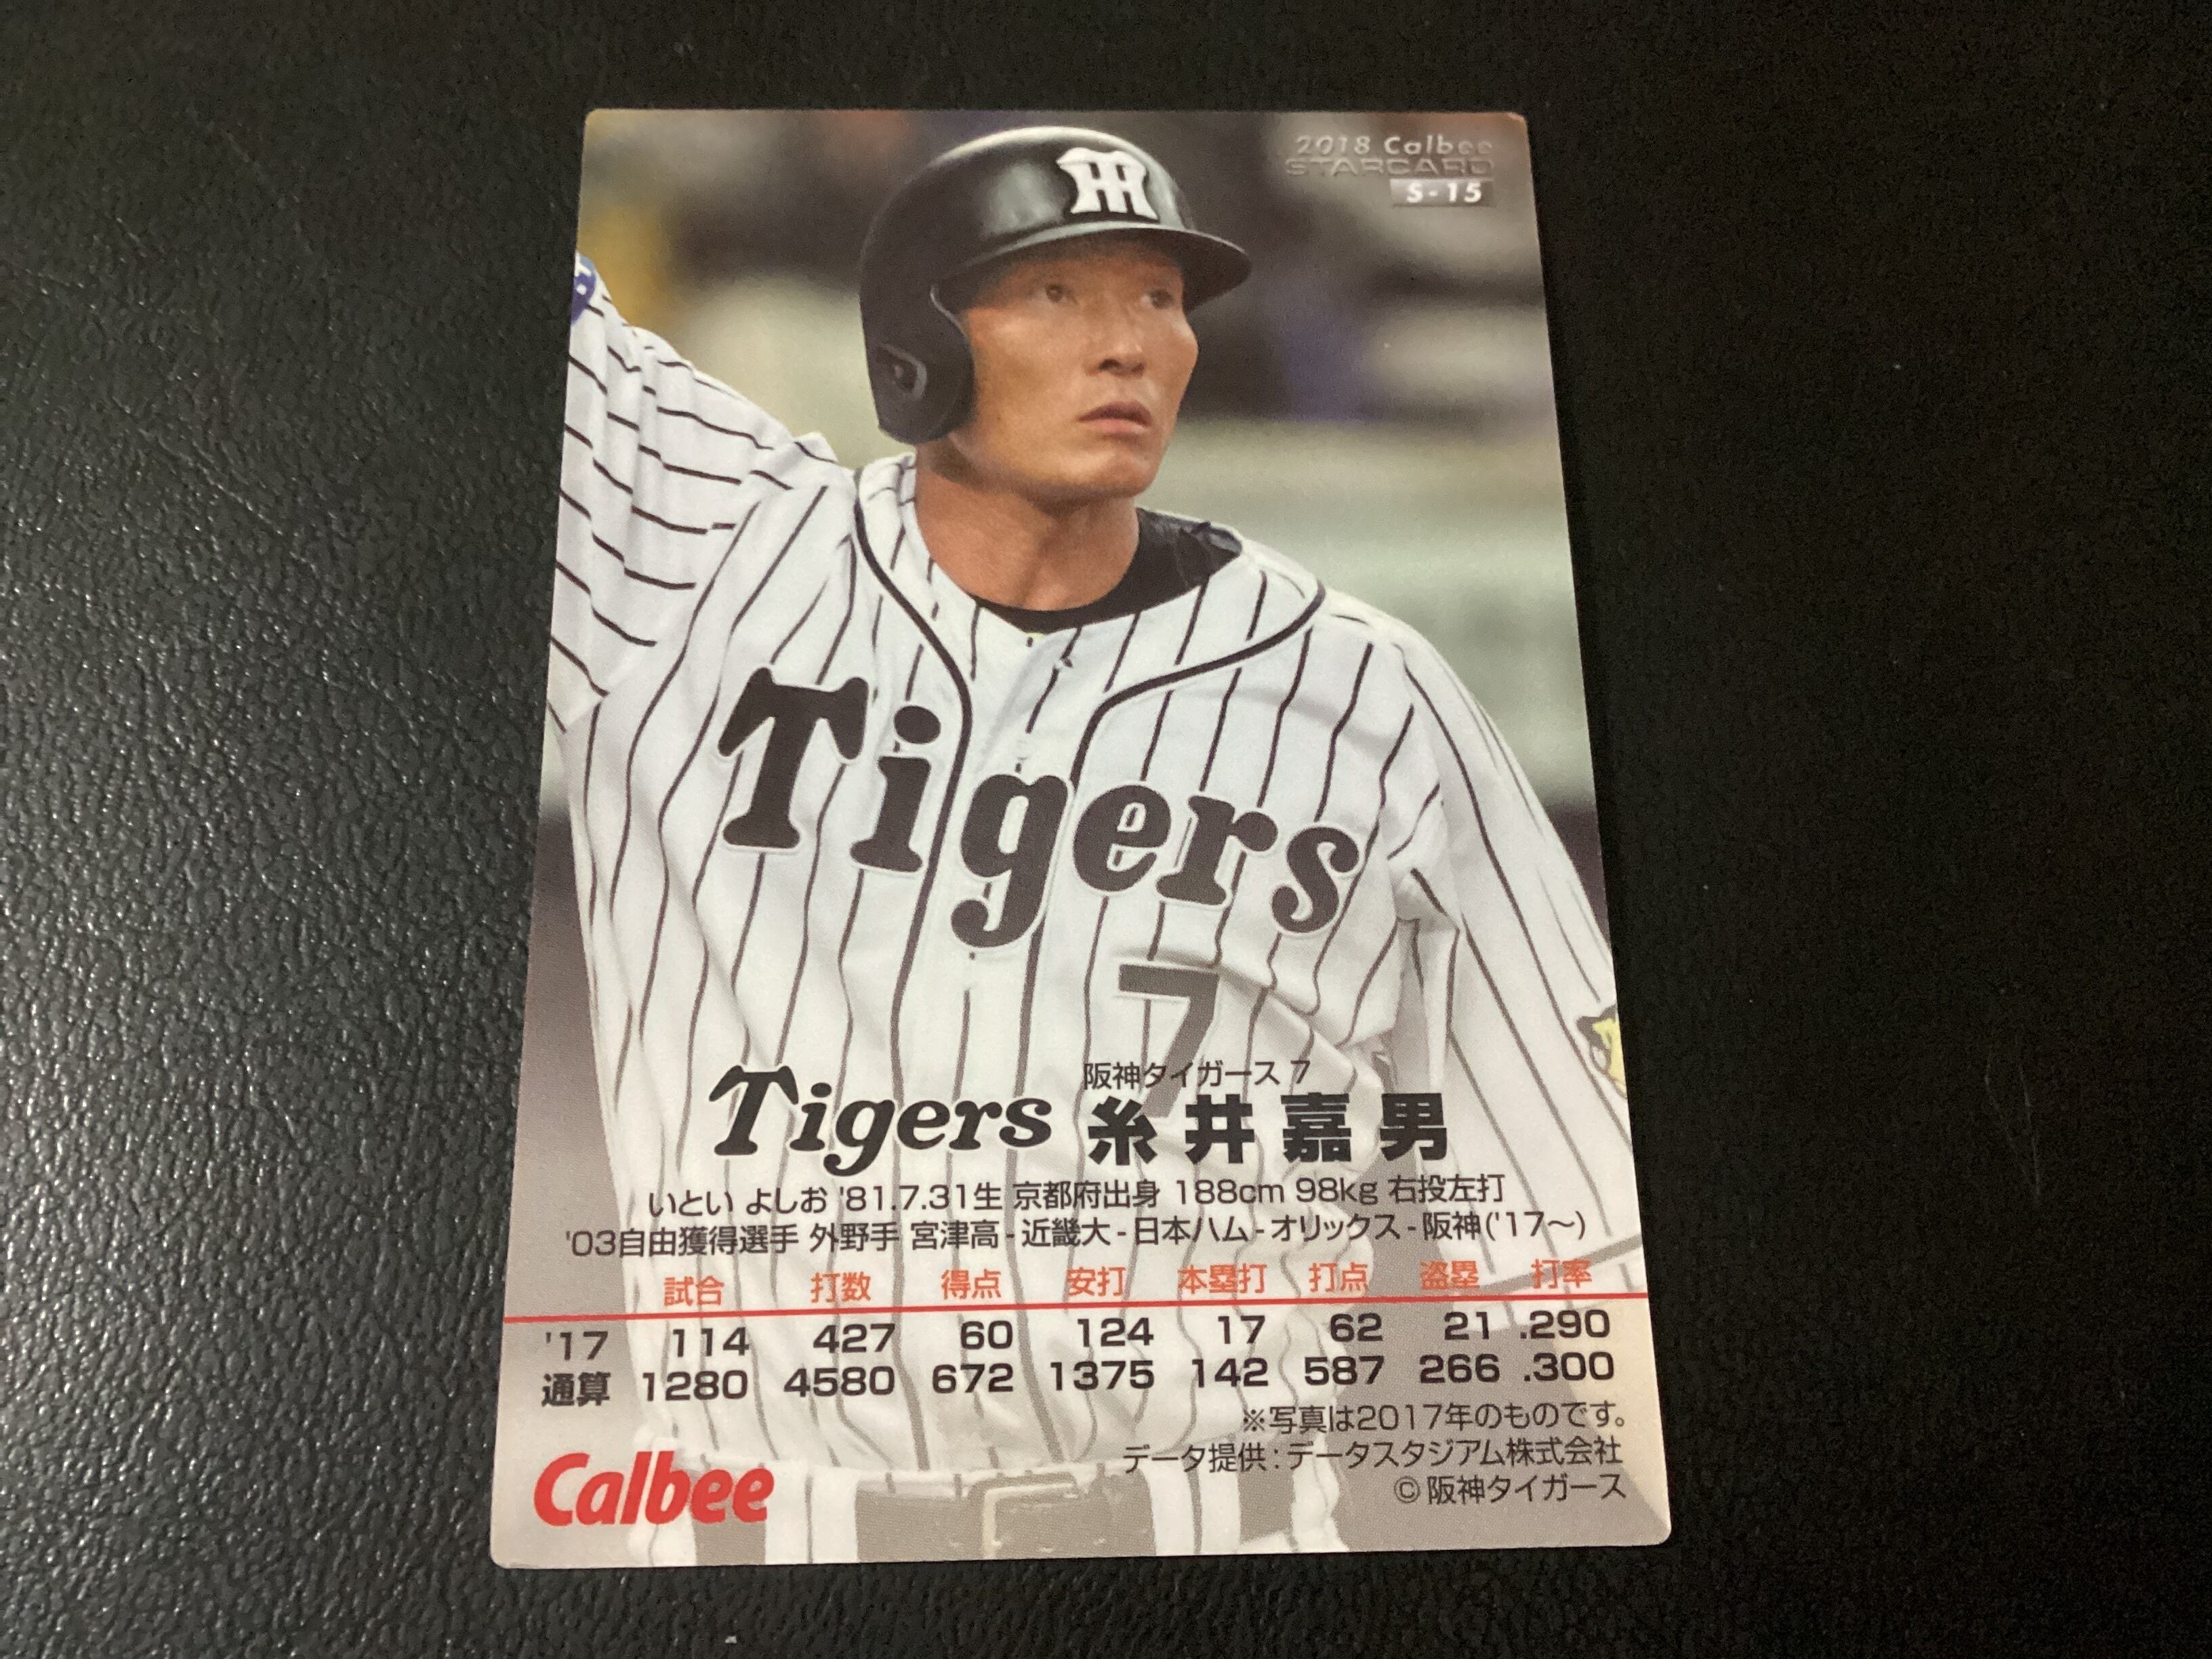 2018 Calbee
STARCARD
S-15
Tigers
7
阪神タイガース 7
Tigers 糸井嘉男
いとい よしお '81.7.31生 京都府出身 188cm 98kg 右投左打
'03自由獲得選手 外野手 宮津高-近畿大-日本ハム-オリックス-阪神('17〜)
試合 打数 得点 安打 本塁打 打点 盗塁 打率
'17 114 427 60 124 17 62 21 .290
通算 1280 4580 672 1375 142 587 266 .300
※写真は2017年のものです。
データ提供:データスタジアム株式会社
©阪神タイガース
Calbee